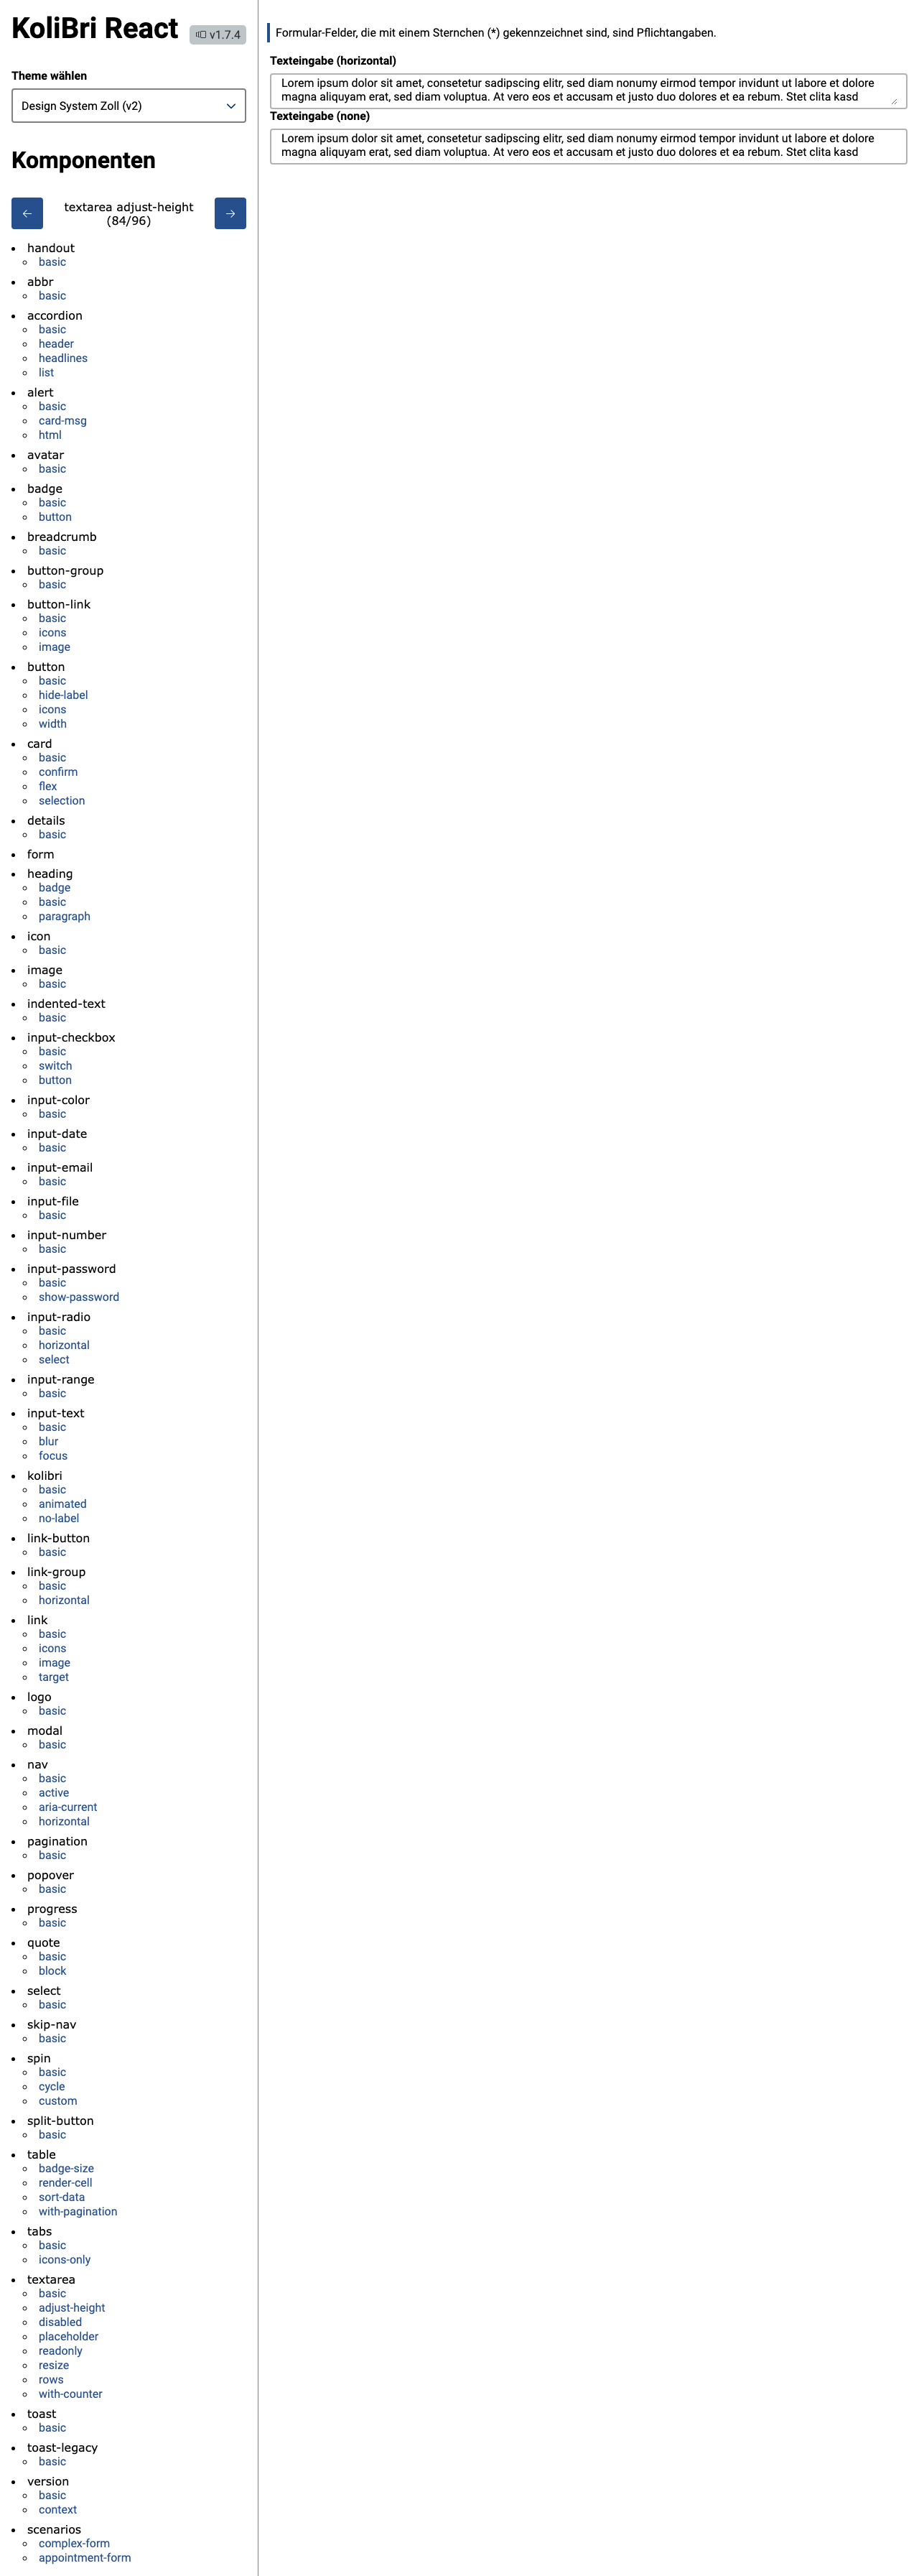 KoliBri React
v1.7.4
Theme wählen
Design System Zoll (v2)
Komponenten
←
textarea adjust-height
(84/96)
→
handout
basic
abbr
basic
accordion
basic
header
headlines
list
alert
basic
card-msg
html
avatar
basic
badge
basic
button
breadcrumb
basic
button-group
basic
button-link
basic
icons
image
button
basic
hide-label
icons
width
card
basic
confirm
flex
selection
details
basic
form
heading
badge
basic
paragraph
icon
basic
image
basic
indented-text
basic
input-checkbox
basic
switch
button
input-color
basic
input-date
basic
input-email
basic
input-file
basic
input-number
basic
input-password
basic
show-password
input-radio
basic
horizontal
select
input-range
basic
input-text
basic
blur
focus
kolibri
basic
animated
no-label
link-button
basic
link-group
basic
horizontal
link
basic
icons
image
target
logo
basic
modal
basic
nav
basic
active
aria-current
horizontal
pagination
basic
popover
basic
progress
basic
quote
basic
block
select
basic
skip-nav
basic
spin
basic
cycle
custom
split-button
basic
table
badge-size
render-cell
sort-data
with-pagination
tabs
basic
icons-only
textarea
basic
adjust-height
disabled
placeholder
readonly
resize
rows
with-counter
toast
basic
toast-legacy
basic
version
basic
context
scenarios
complex-form
appointment-form
Formular-Felder, die mit einem Sternchen (*) gekennzeichnet sind, sind Pflichtangaben.
Texteingabe (horizontal)
Lorem ipsum dolor sit amet, consetetur sadipscing elitr, sed diam nonumy eirmod tempor invidunt ut labore et dolore
magna aliquyam erat, sed diam voluptua. At vero eos et accusam et justo duo dolores et ea rebum. Stet clita kasd
Texteingabe (none)
Lorem ipsum dolor sit amet, consetetur sadipscing elitr, sed diam nonumy eirmod tempor invidunt ut labore et dolore
magna aliquyam erat, sed diam voluptua. At vero eos et accusam et justo duo dolores et ea rebum. Stet clita kasd